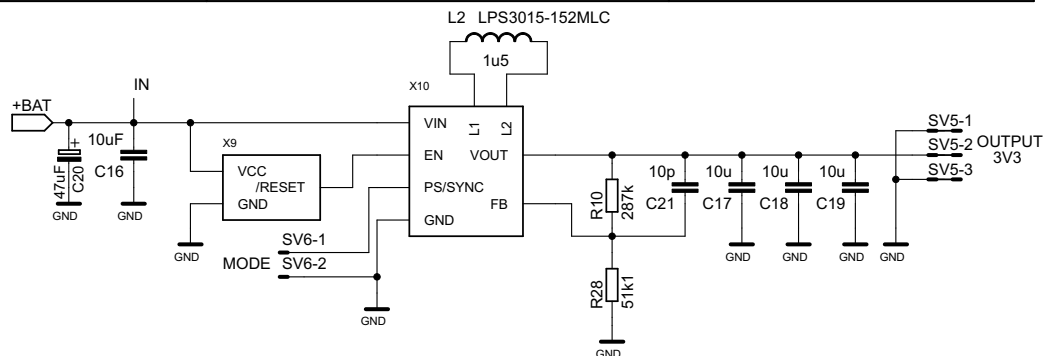 L2 LPS3015-152MLC
1u5
IN
X10
+BAT
10uF
C16
47uF
C20
+
GND
GND
X9
VCC
/RESET
GND
GND
VIN
EN
PS/SYNC
GND
L1
L2
VOUT
FB
SV6-1
MODE SV6-2
GND
R10
287k
10p
C21
10u
C17
10u
C18
10u
C19
GND
GND
GND
GND
R28
51k1
GND
SV5-1
SV5-2
SV5-3
OUTPUT
3V3